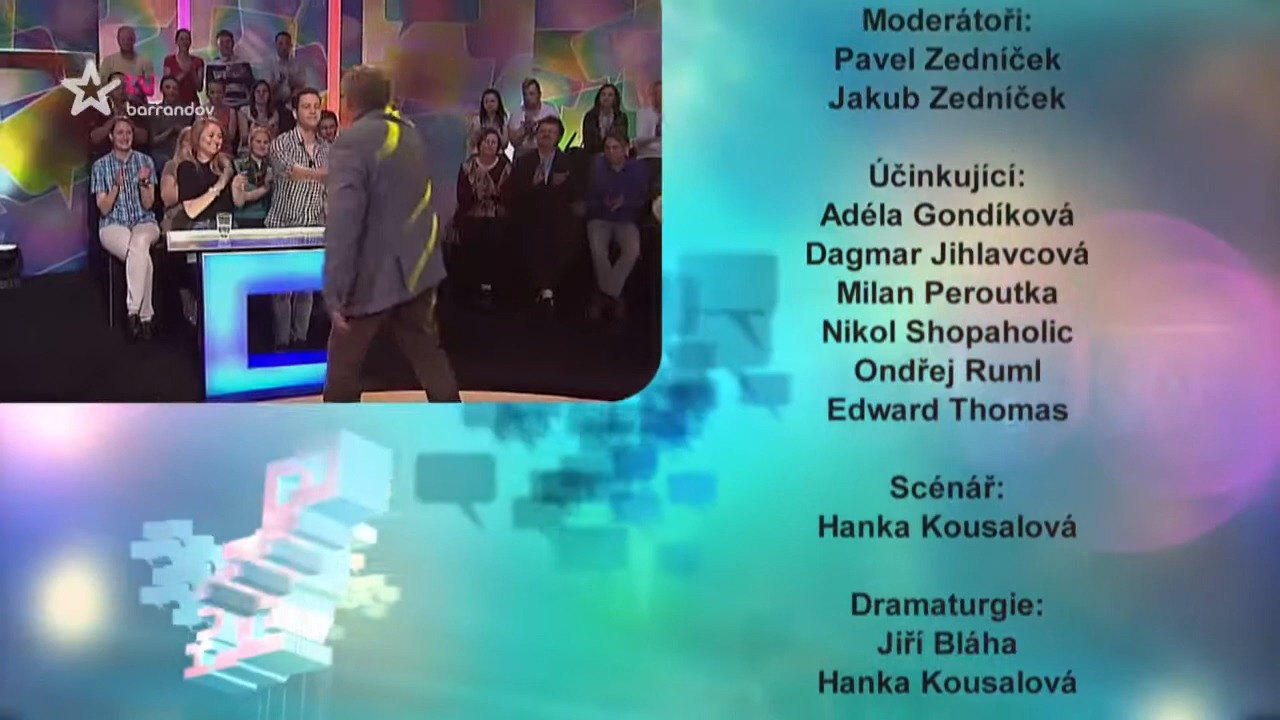 tv
barrandov
Moderátoři:
Pavel Zedníček
Jakub Zedníček
Účinkující:
Adéla Gondíková
Dagmar Jihlavcová
Milan Peroutka
Nikol Shopaholic
Ondřej Ruml
Edward Thomas
Scénář:
Hanka Kousalová
Dramaturgie:
Jiří Bláha
Hanka Kousalová